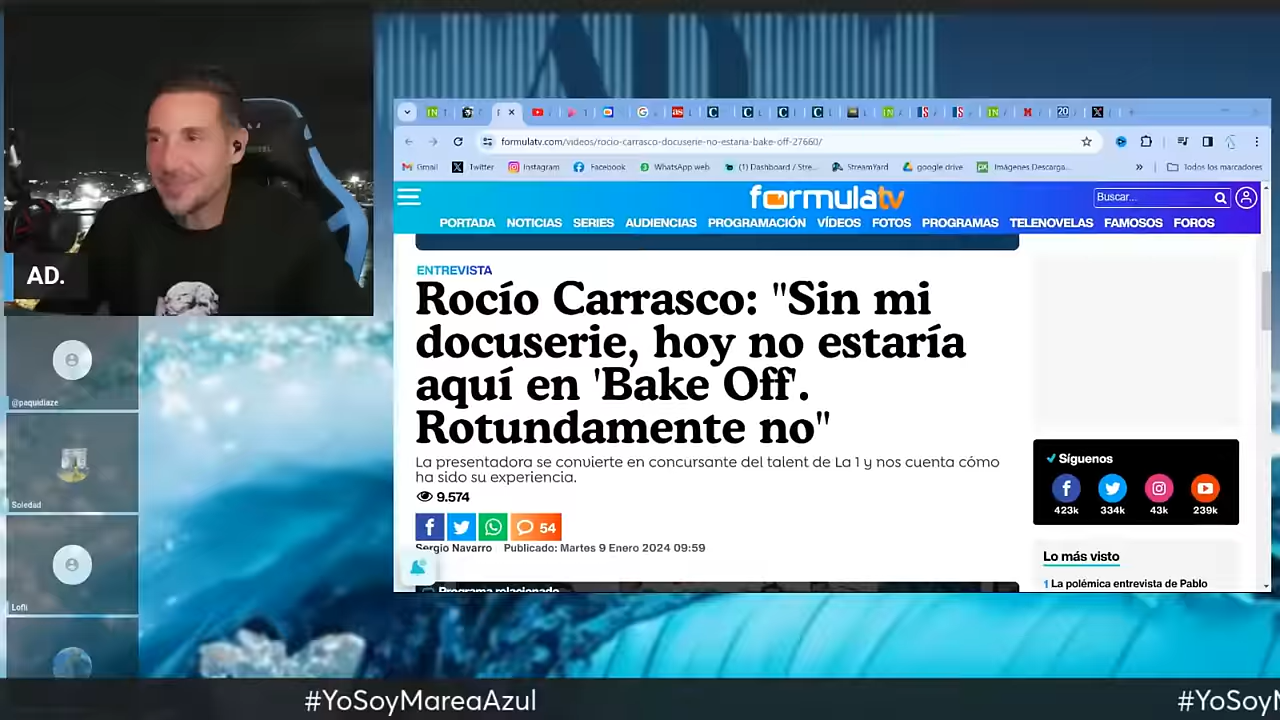 AD.
@paquidiaze
Soledad
Lofli
formulatv.com/videos/rocio-carrasco-docuserie-no-estaria-bake-off-27660/
Gmail
Twitter
Instagram
Facebook
WhatsApp web
(1) Dashboard / Stre...
StreamYard
google drive
Imágenes Descarga...
»
Todos los marcadores
formulatv
Buscar...
PORTADA NOTICIAS SERIES AUDIENCIAS PROGRAMACIÓN VÍDEOS FOTOS PROGRAMAS TELENOVELAS FAMOSOS FOROS
ENTREVISTA
Rocío Carrasco: "Sin mi
docuserie, hoy no estaría
aquí en 'Bake Off'.
Rotundamente no"
La presentadora se convierte en concursante del talent de La 1 y nos cuenta cómo
ha sido su experiencia.
9.574
54
Sergio Navarro Publicado: Martes 9 Enero 2024 09:59
Programa relacionado
Síguenos
423k 334k 43k 239k
Lo más visto
1 La polémica entrevista de Pablo
#YoSoyMareaAzul
#YoSoyM